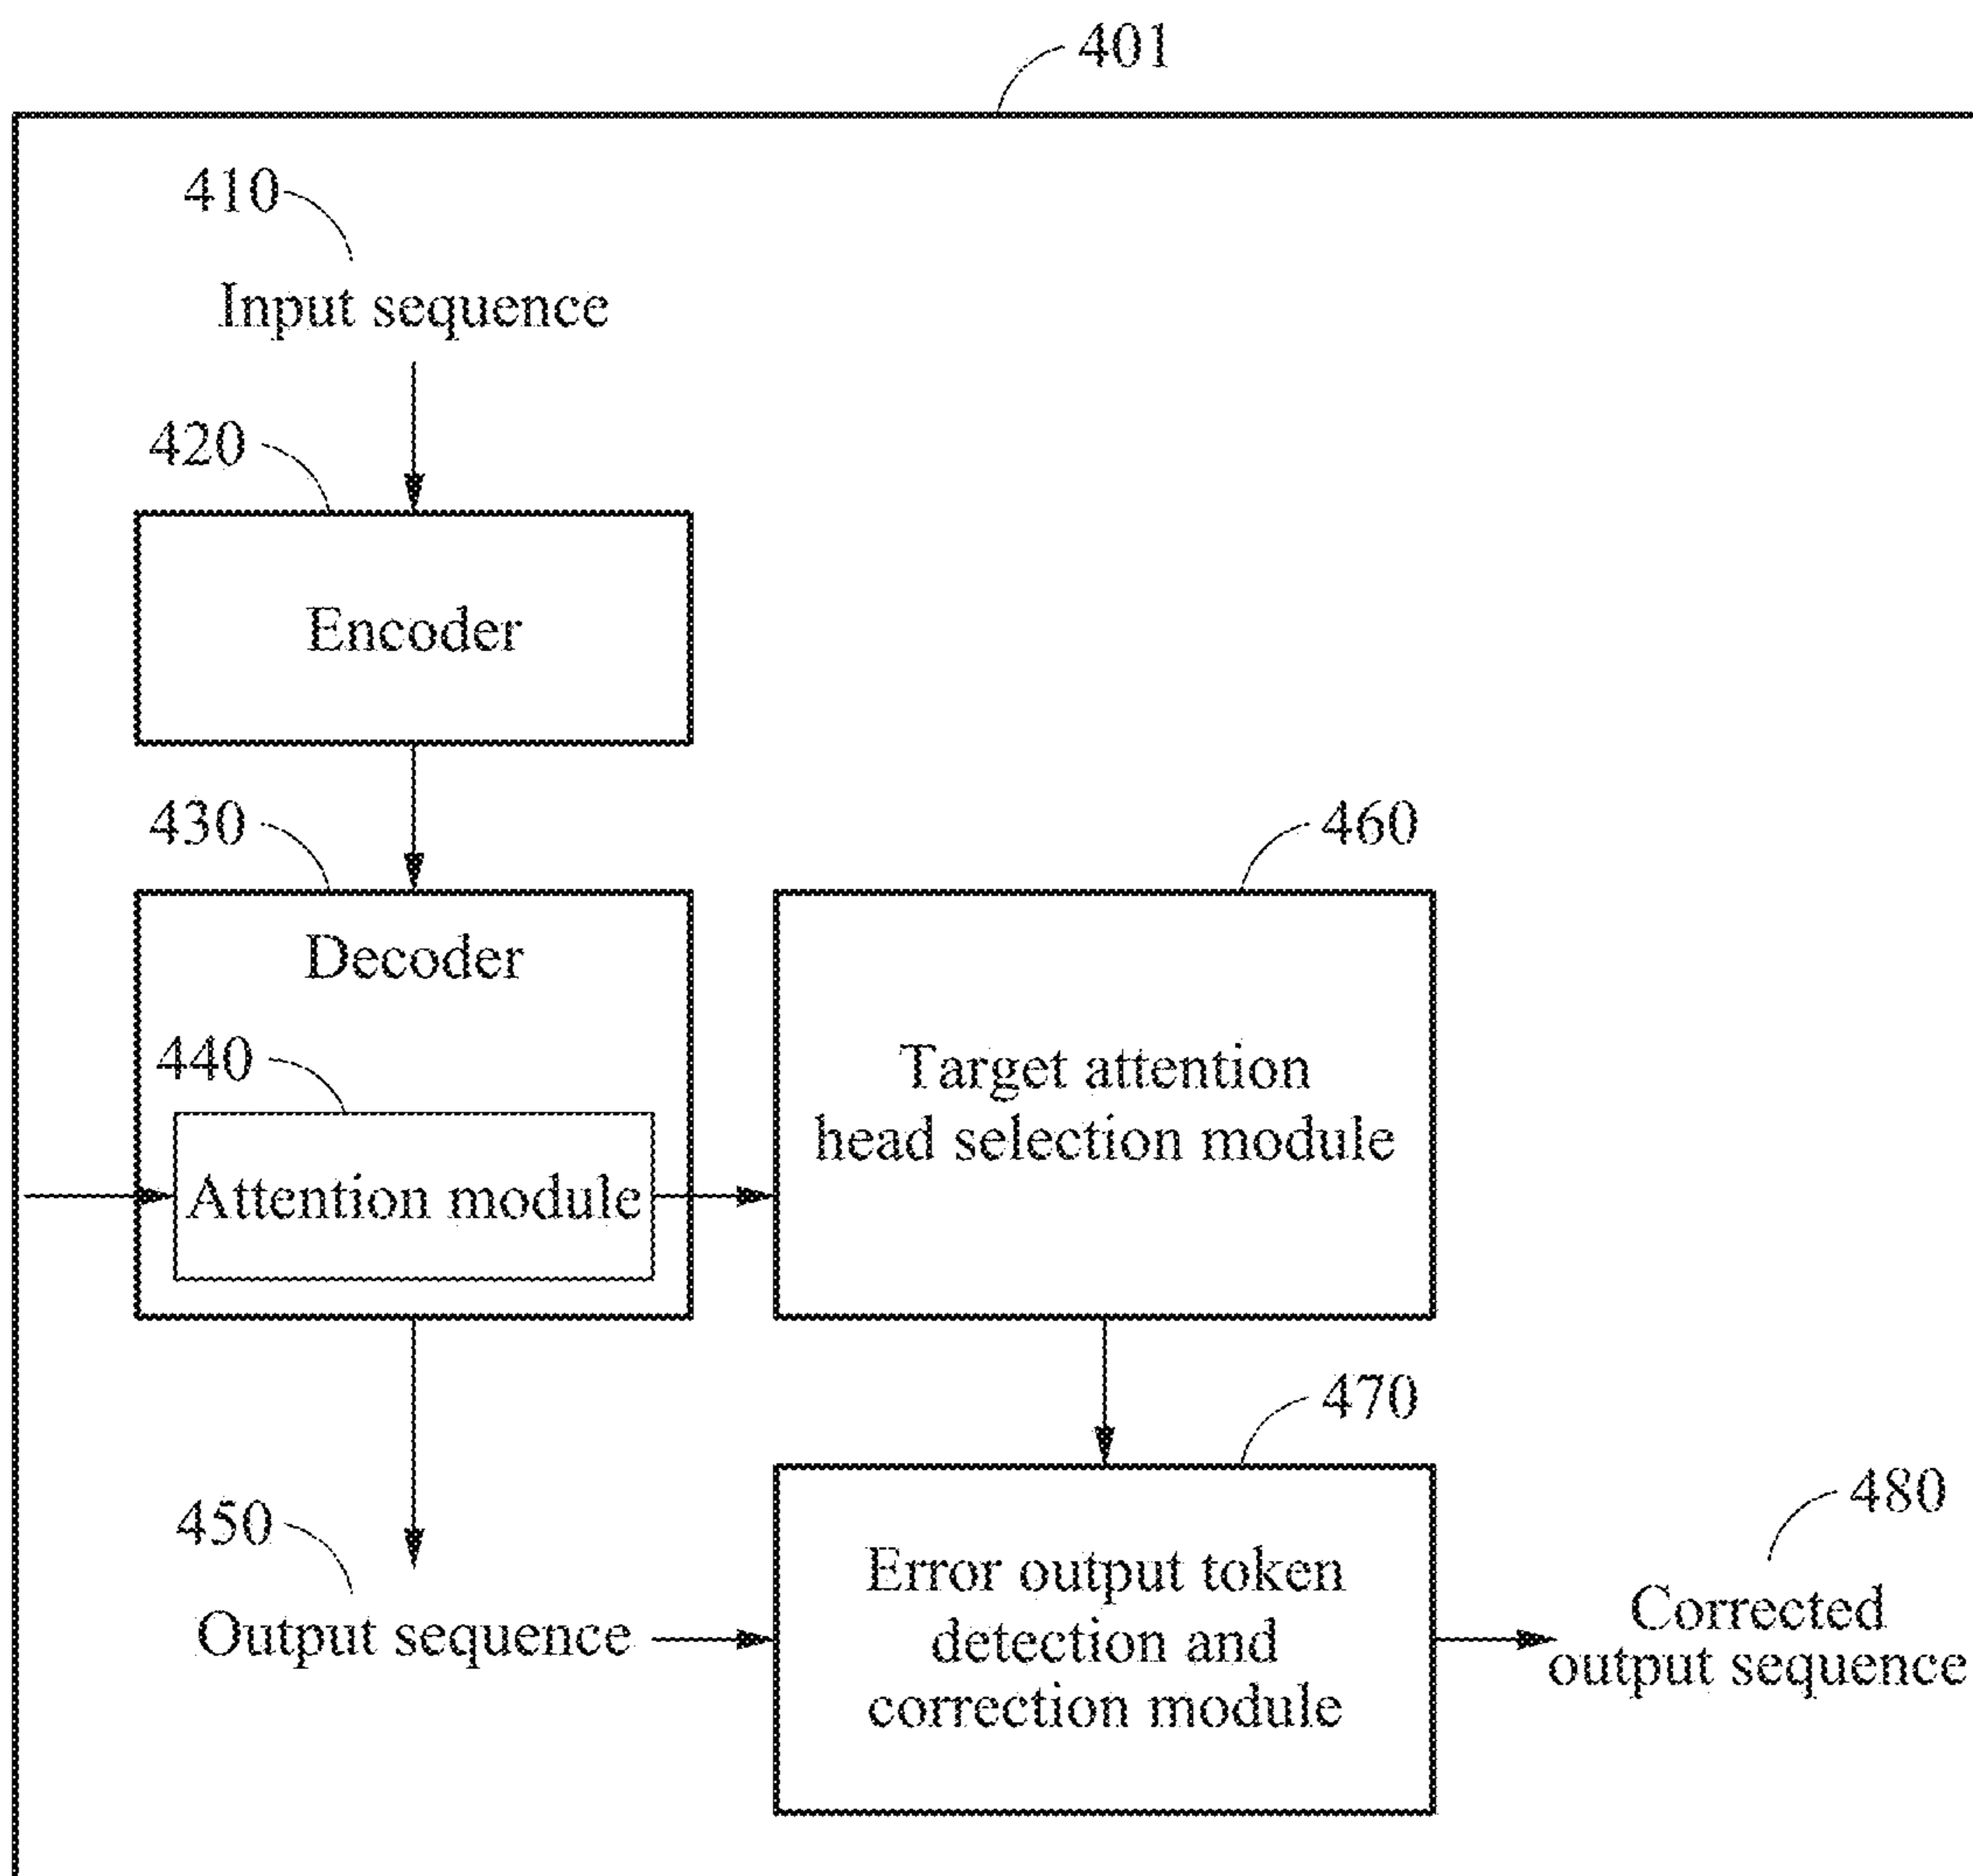 401
410
Input sequence
420
Encoder
430
460
Decoder
440
Target attention
head selection module
Attention module
470
450
480
Error output token
detection and
correction module
Output sequence
Corrected
output sequence